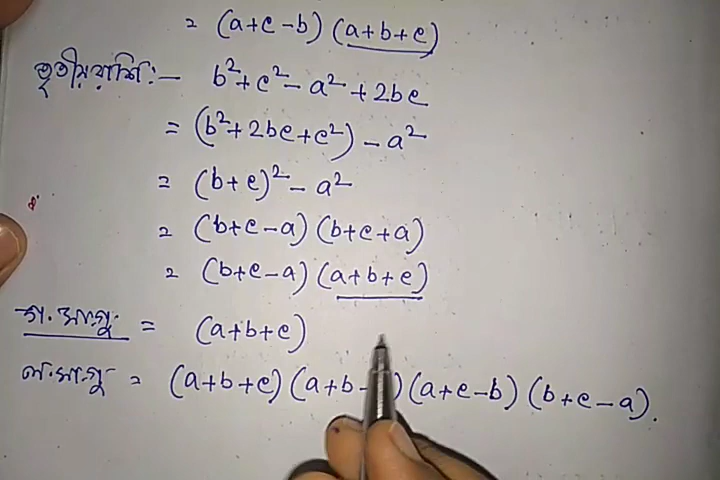 = (a+c-b) (a+b+c)
তৃতীয়রাশি:- b²+c²-a²+2bc
= (b²+2bc+c²)-a²
= (b+c)²-a²
= (b+c-a) (b+c+a)
= (b+c-a) (a+b+c)
গ.সা.গু. = (a+b+c)
ল.সা.গু = (a+b+c) (a+b- ) (a+c-b) (b+c-a).